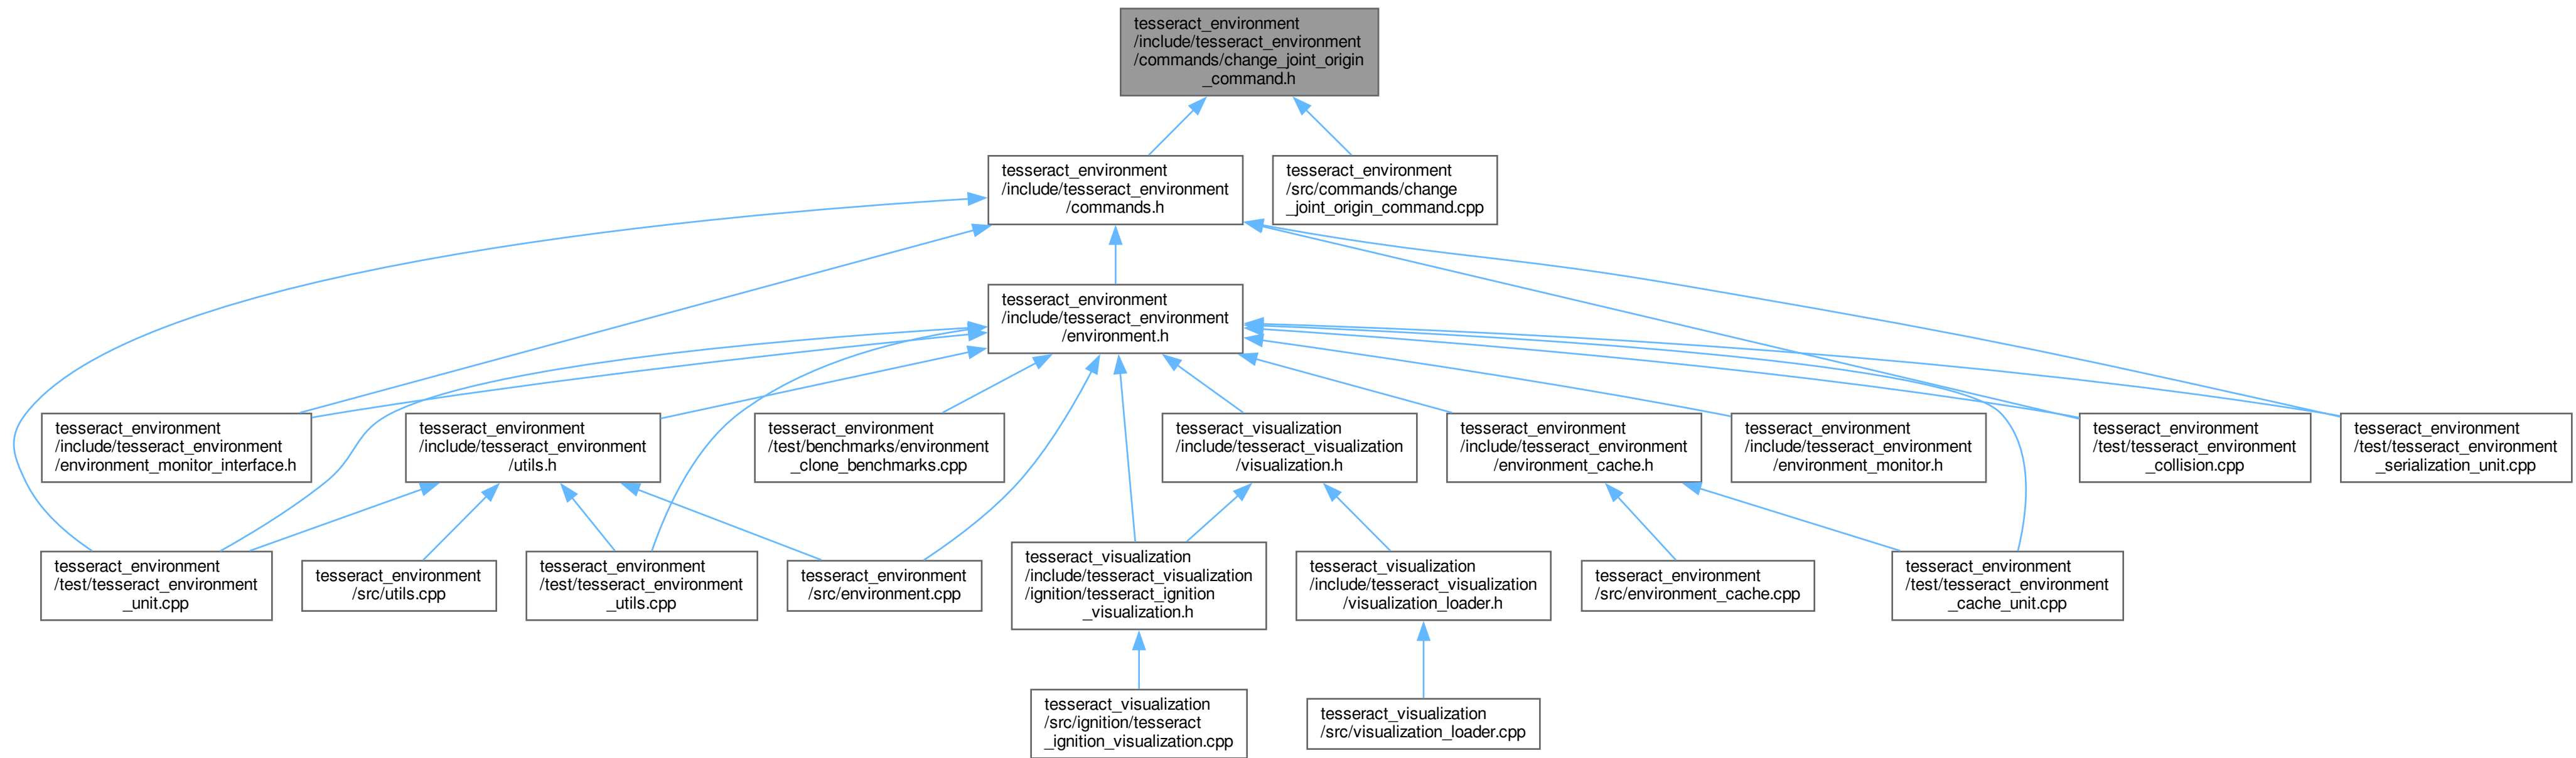 tesseract_environment
/include/tesseract_environment
/commands/change_joint_origin
_command.h
tesseract_environment
/include/tesseract_environment
/commands.h
tesseract_environment
/src/commands/change
_joint_origin_command.cpp
tesseract_environment
/include/tesseract_environment
/environment.h
tesseract_environment
/include/tesseract_environment
/environment_monitor_interface.h
tesseract_environment
/include/tesseract_environment
/utils.h
tesseract_environment
/test/benchmarks/environment
_clone_benchmarks.cpp
tesseract_visualization
/include/tesseract_visualization
/visualization.h
tesseract_environment
/include/tesseract_environment
/environment_cache.h
tesseract_environment
/include/tesseract_environment
/environment_monitor.h
tesseract_environment
/test/tesseract_environment
_collision.cpp
tesseract_environment
/test/tesseract_environment
_serialization_unit.cpp
tesseract_environment
/test/tesseract_environment
_unit.cpp
tesseract_environment
/src/utils.cpp
tesseract_environment
/test/tesseract_environment
_utils.cpp
tesseract_environment
/src/environment.cpp
tesseract_visualization
/include/tesseract_visualization
/ignition/tesseract_ignition
_visualization.h
tesseract_visualization
/include/tesseract_visualization
/visualization_loader.h
tesseract_environment
/src/environment_cache.cpp
tesseract_environment
/test/tesseract_environment
_cache_unit.cpp
tesseract_visualization
/src/ignition/tesseract
_ignition_visualization.cpp
tesseract_visualization
/src/visualization_loader.cpp